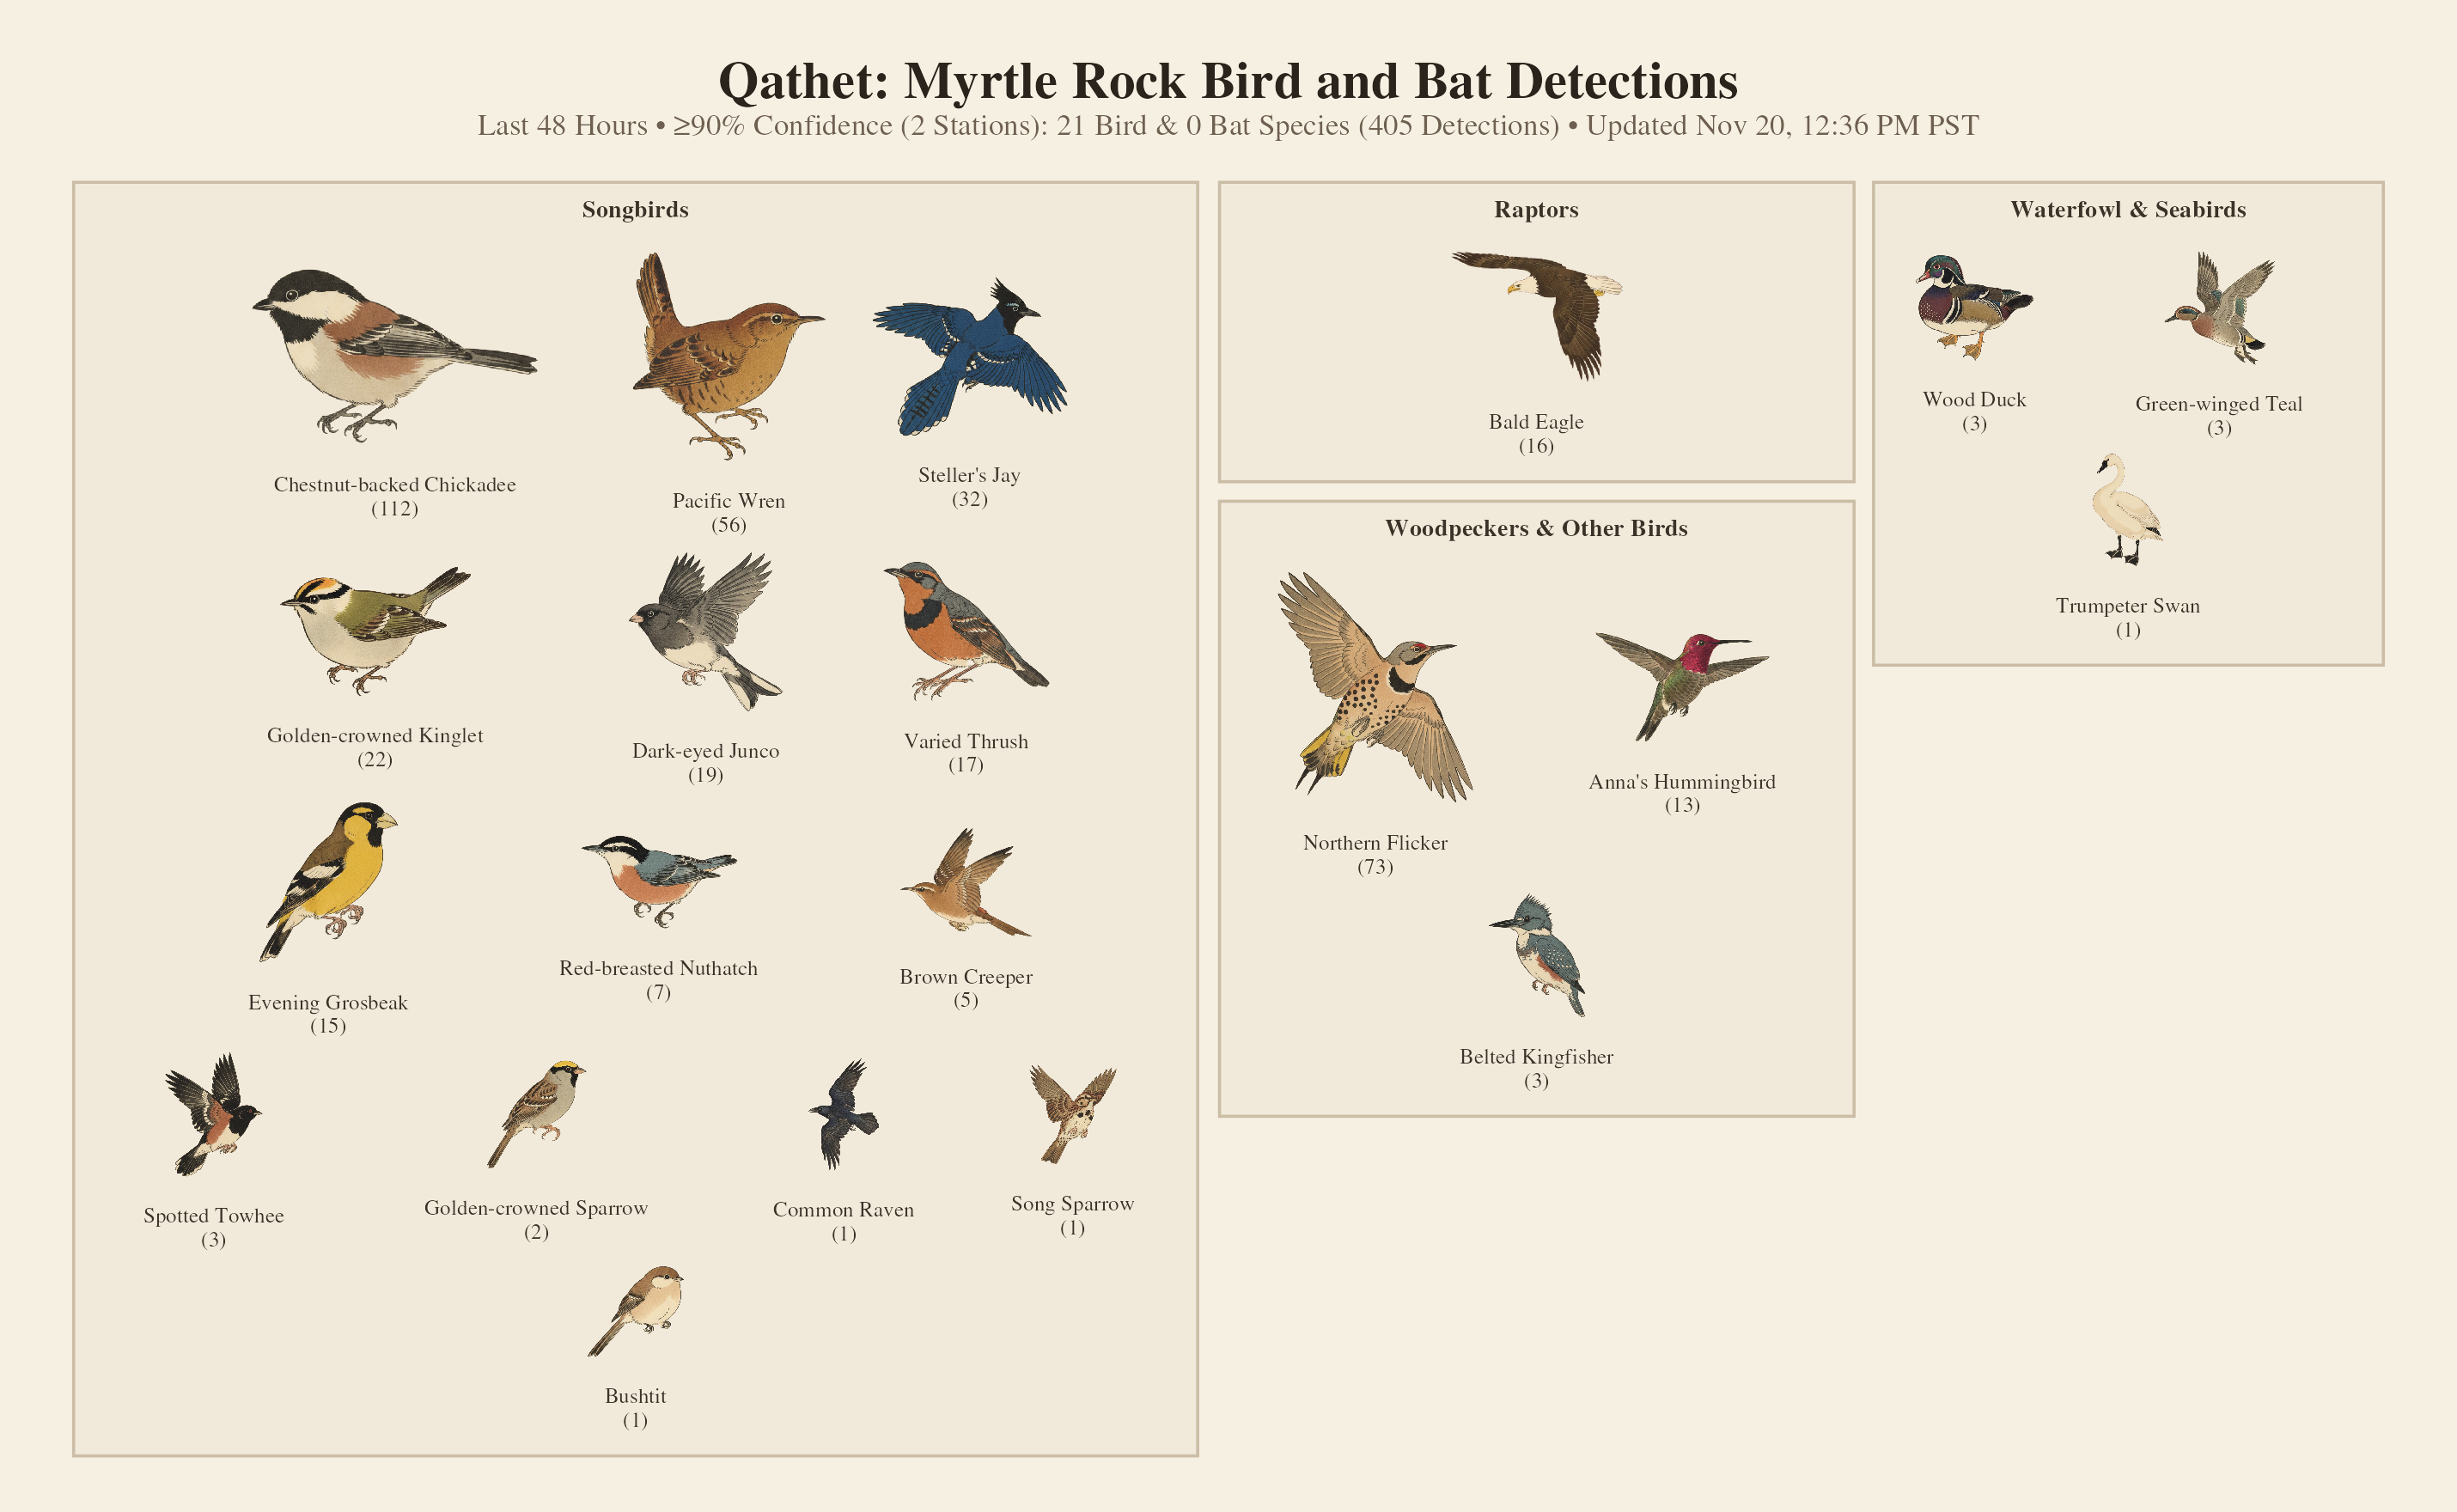 Qathet: Myrtle Rock Bird and Bat Detections
Last 48 Hours • ≥90% Confidence (2 Stations): 21 Bird & 0 Bat Species (405 Detections) • Updated Nov 20, 12:36 PM PST
Songbirds
Chestnut-backed Chickadee
(112)
Pacific Wren
(56)
Steller's Jay
(32)
Golden-crowned Kinglet
(22)
Dark-eyed Junco
(19)
Varied Thrush
(17)
Evening Grosbeak
(15)
Red-breasted Nuthatch
(7)
Brown Creeper
(5)
Spotted Towhee
(3)
Golden-crowned Sparrow
(2)
Common Raven
(1)
Song Sparrow
(1)
Bushtit
(1)
Raptors
Bald Eagle
(16)
Woodpeckers & Other Birds
Northern Flicker
(73)
Anna's Hummingbird
(13)
Belted Kingfisher
(3)
Waterfowl & Seabirds
Wood Duck
(3)
Green-winged Teal
(3)
Trumpeter Swan
(1)